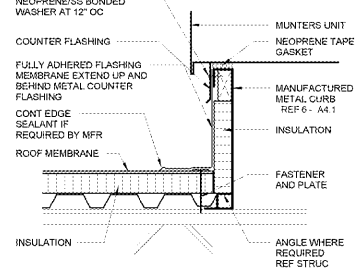 NEOPRENE/SS BONDED
WASHER AT 12" OC
COUNTER FLASHING
FULLY ADHERED FLASHING
MEMBRANE EXTEND UP AND
BEHIND METAL COUNTER
FLASHING
CONT EDGE
SEALANT IF
REQUIRED BY MFR
ROOF MEMBRANE
INSULATION
MUNTERS UNIT
NEOPRENE TAPE
GASKET
MANUFACTURED
METAL CURB
REF 6 - A4.1
INSULATION
FASTENER
AND PLATE
ANGLE WHERE
REQUIRED
REF STRUC